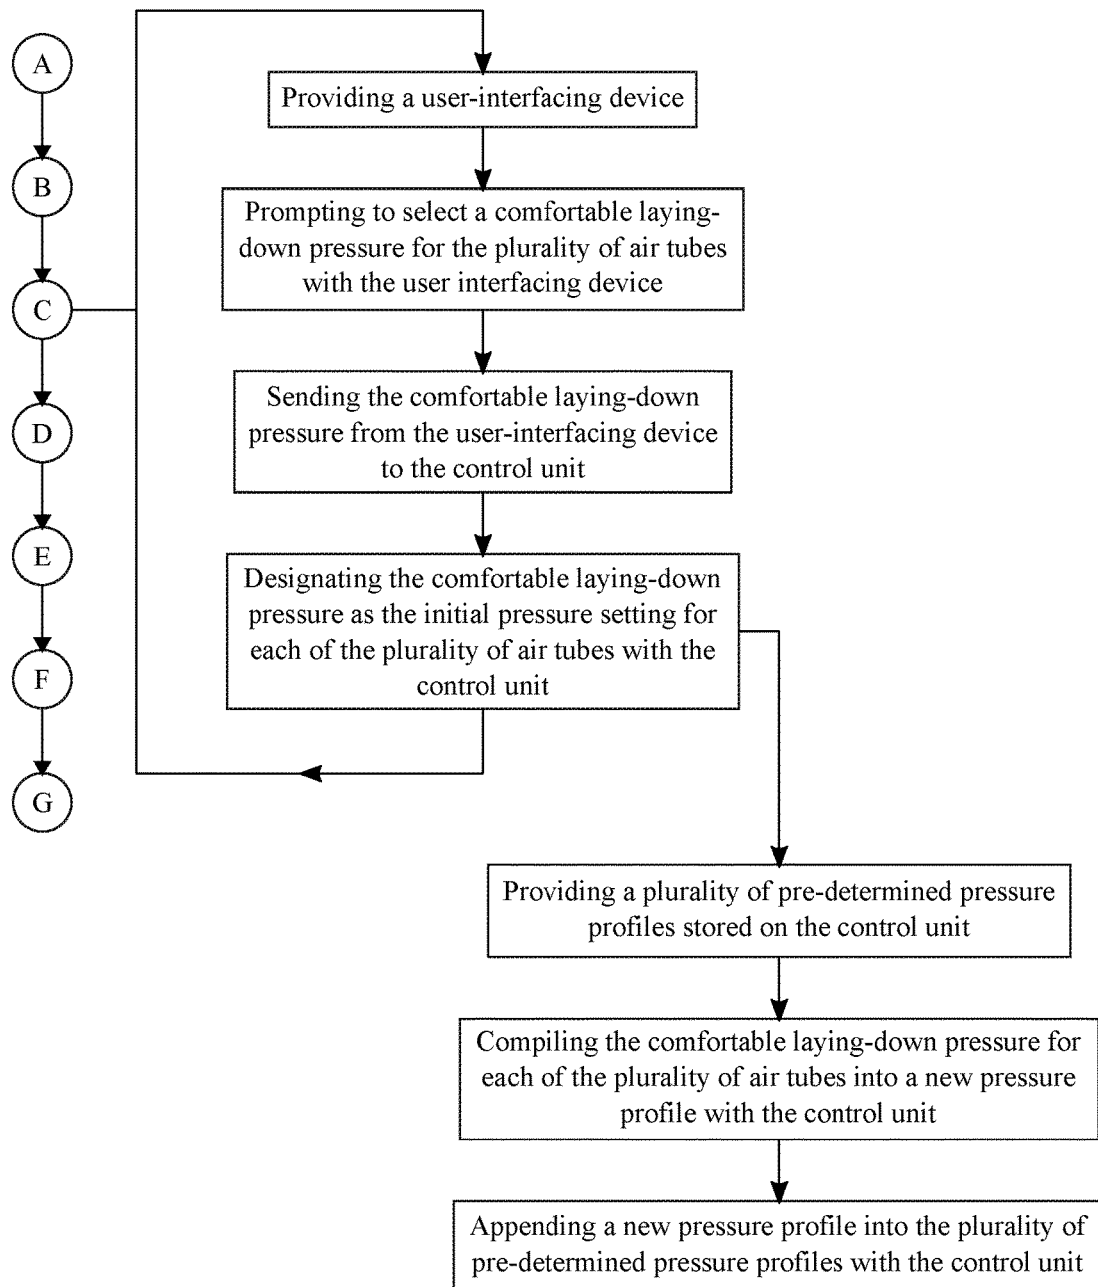 A
B
C
D
E
F
G
Providing a user-interfacing device
Prompting to select a comfortable laying-
down pressure for the plurality of air tubes
with the user interfacing device
Sending the comfortable laying-down
pressure from the user-interfacing device
to the control unit
Designating the comfortable laying-down
pressure as the initial pressure setting for
each of the plurality of air tubes with the
control unit
Providing a plurality of pre-determined pressure
profiles stored on the control unit
Compiling the comfortable laying-down pressure for
each of the plurality of air tubes into a new pressure
profile with the control unit
Appending a new pressure profile into the plurality of
pre-determined pressure profiles with the control unit